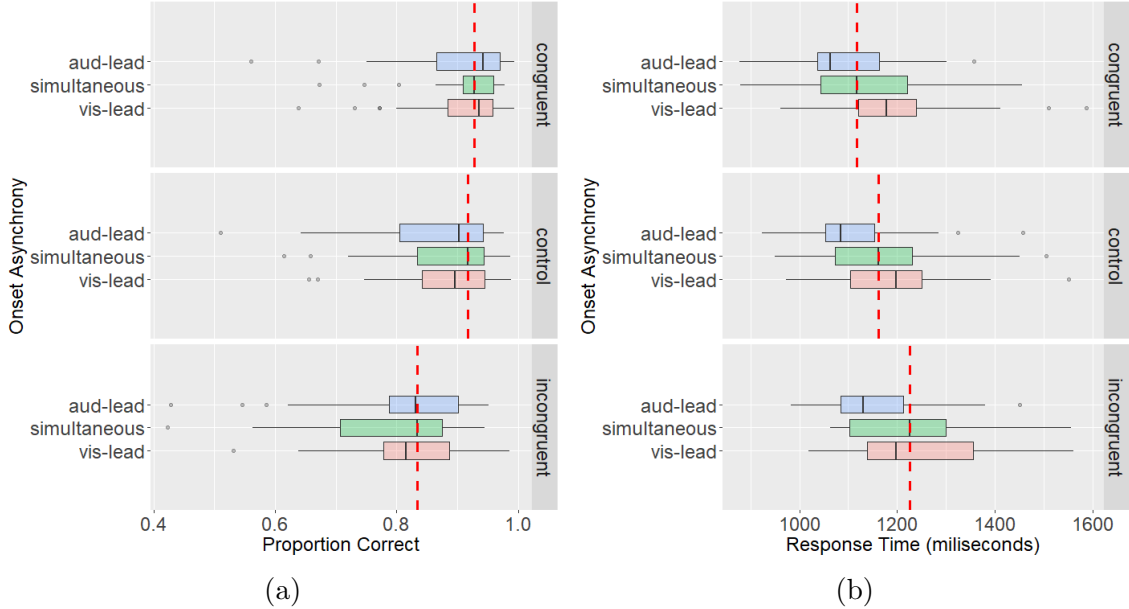 Onset Asynchrony
aud-lead
simultaneous
vis-lead
congruent
aud-lead
simultaneous
vis-lead
control
aud-lead
simultaneous
vis-lead
incongruent
0.4 0.6 0.8 1.0
Proportion Correct
(a)
Onset Asynchrony
aud-lead
simultaneous
vis-lead
congruent
aud-lead
simultaneous
vis-lead
control
aud-lead
simultaneous
vis-lead
incongruent
1000 1200 1400 1600
Response Time (miliseconds)
(b)